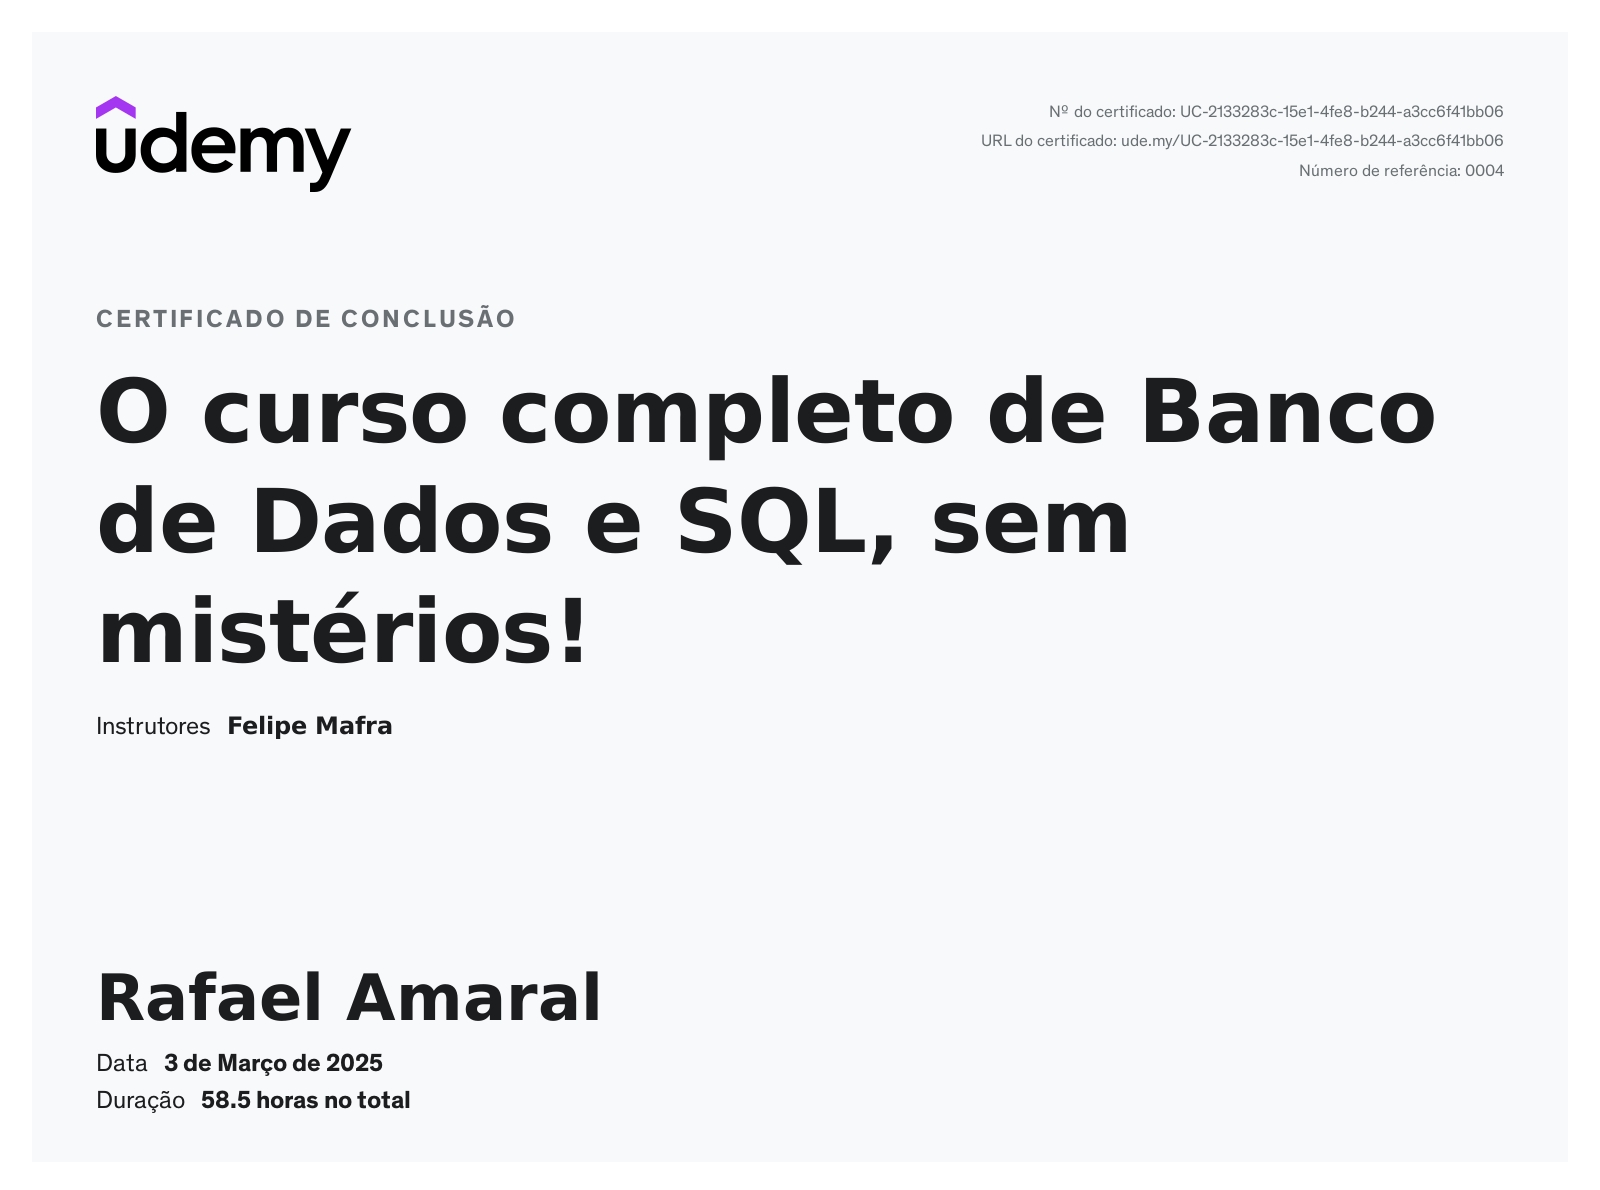 udemy
Nº do certificado: UC-2133283c-15e1-4fe8-b244-a3cc6f41bb06
URL do certificado: ude.my/UC-2133283c-15e1-4fe8-b244-a3cc6f41bb06
Número de referência: 0004
CERTIFICADO DE CONCLUSÃO
O curso completo de Banco
de Dados e SQL, sem
mistérios!
Instrutores Felipe Mafra
Rafael Amaral
Data 3 de Março de 2025
Duração 58.5 horas no total